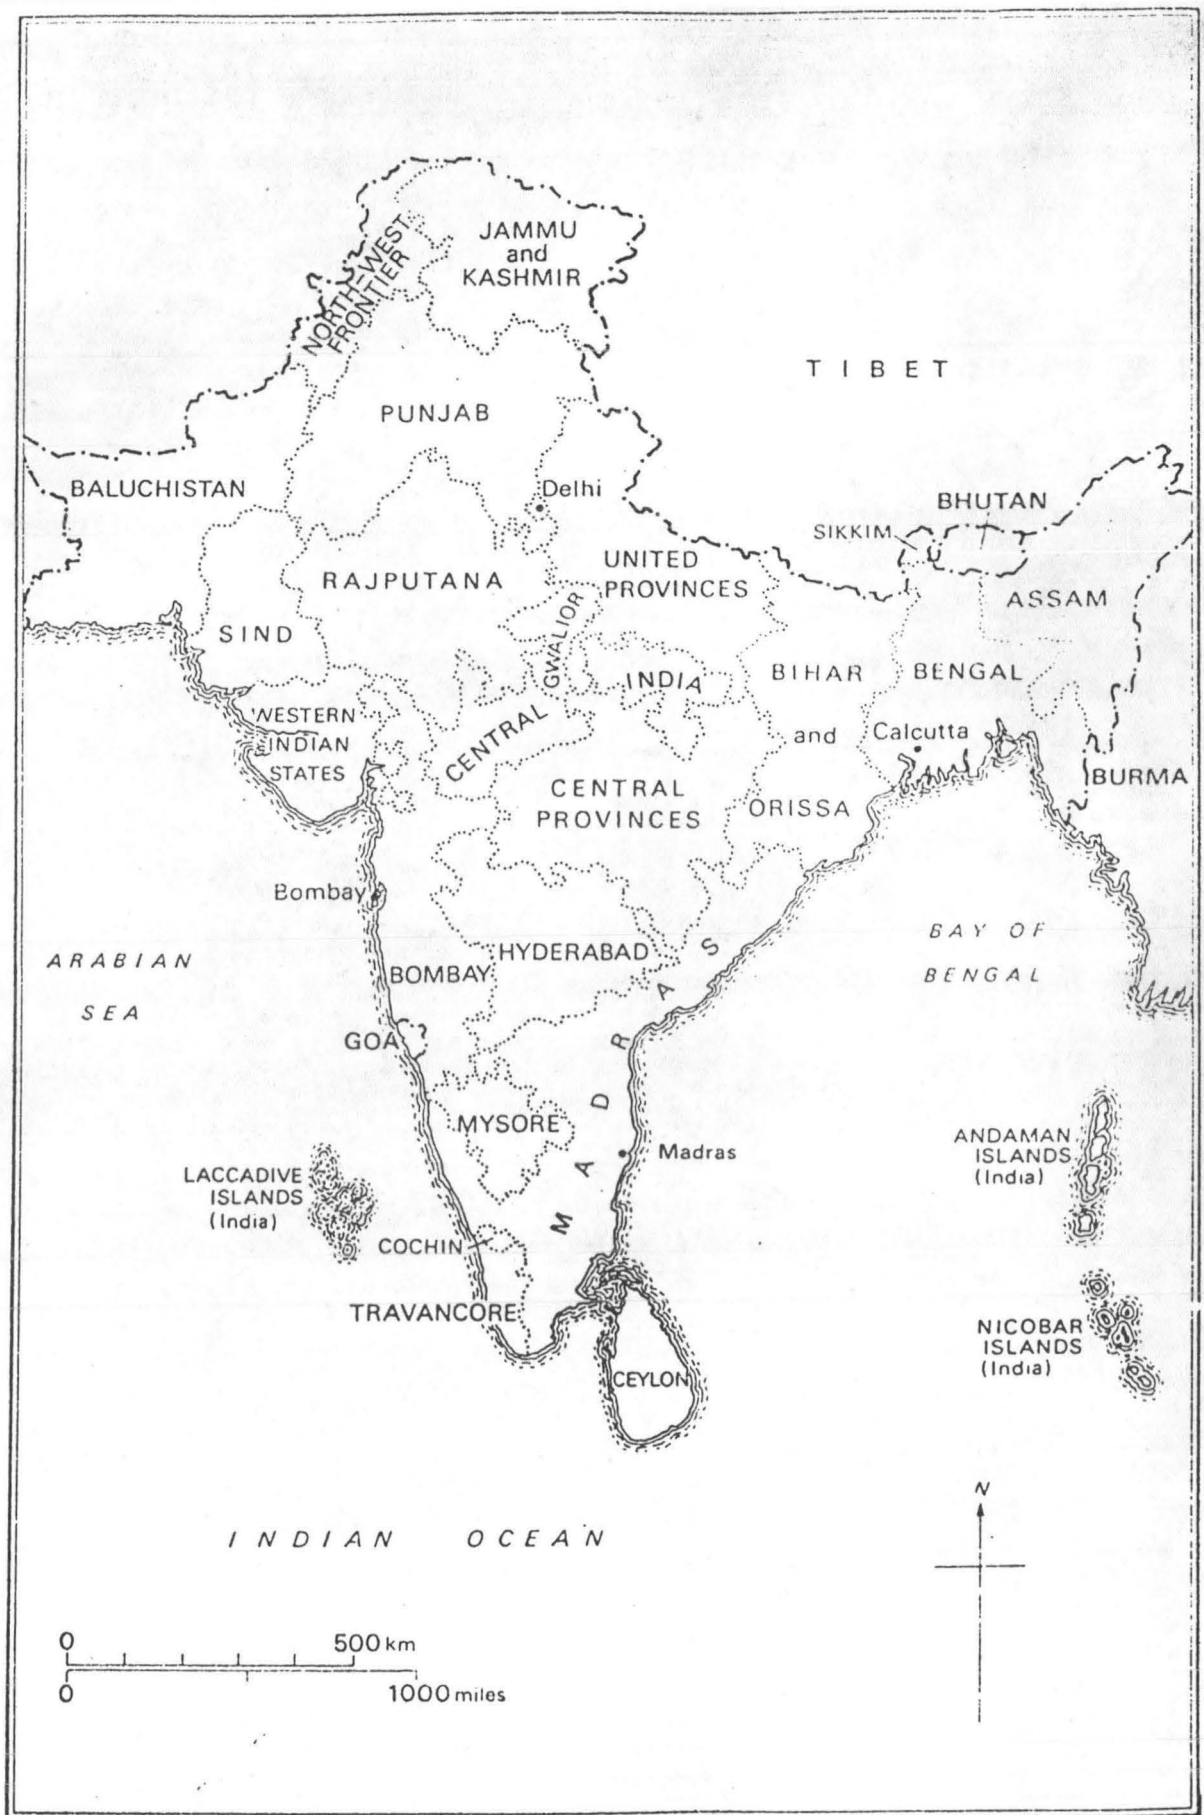 JAMMU
and
KASHMIR
NORTH-WEST
FRONTIER
TIBET
PUNJAB
BALUCHISTAN
Delhi
BHUTAN
SIKKIM
UNITED
PROVINCES
RAJPUTANA
ASSAM
SIND
GWALIOR
INDIA
BIHAR
BENGAL
WESTERN
INDIAN
STATES
CENTRAL
and
Calcutta
BURMA
CENTRAL
PROVINCES
ORISSA
Bombay
ARABIAN
SEA
BOMBAY
HYDERABAD
BAY OF
BENGAL
GOA
MADRAS
MYSORE
Madras
ANDAMAN
ISLANDS
(India)
LACCADIVE
ISLANDS
(India)
COCHIN
TRAVANCORE
NICOBAR
ISLANDS
(India)
CEYLON
N
INDIAN OCEAN
0 500 km
0 1000 miles